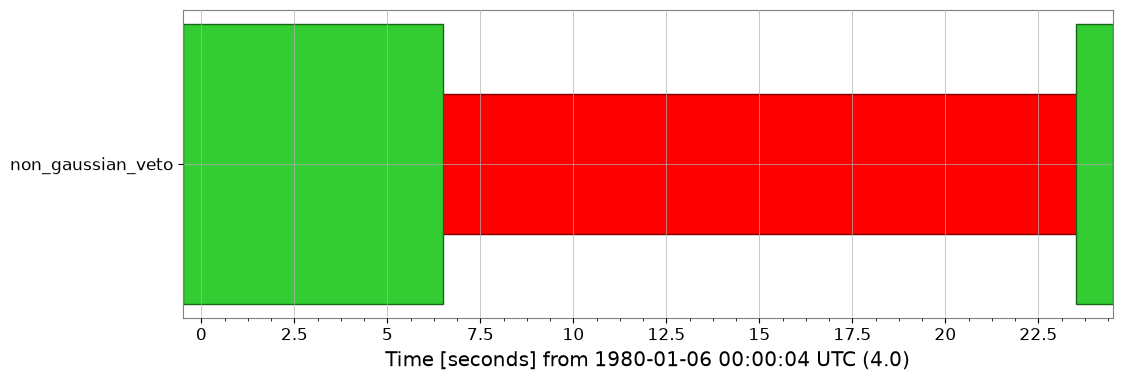 non_gaussian_veto
0 2.5 5 7.5 10 12.5 15 17.5 20 22.5
Time [seconds] from 1980-01-06 00:00:04 UTC (4.0)